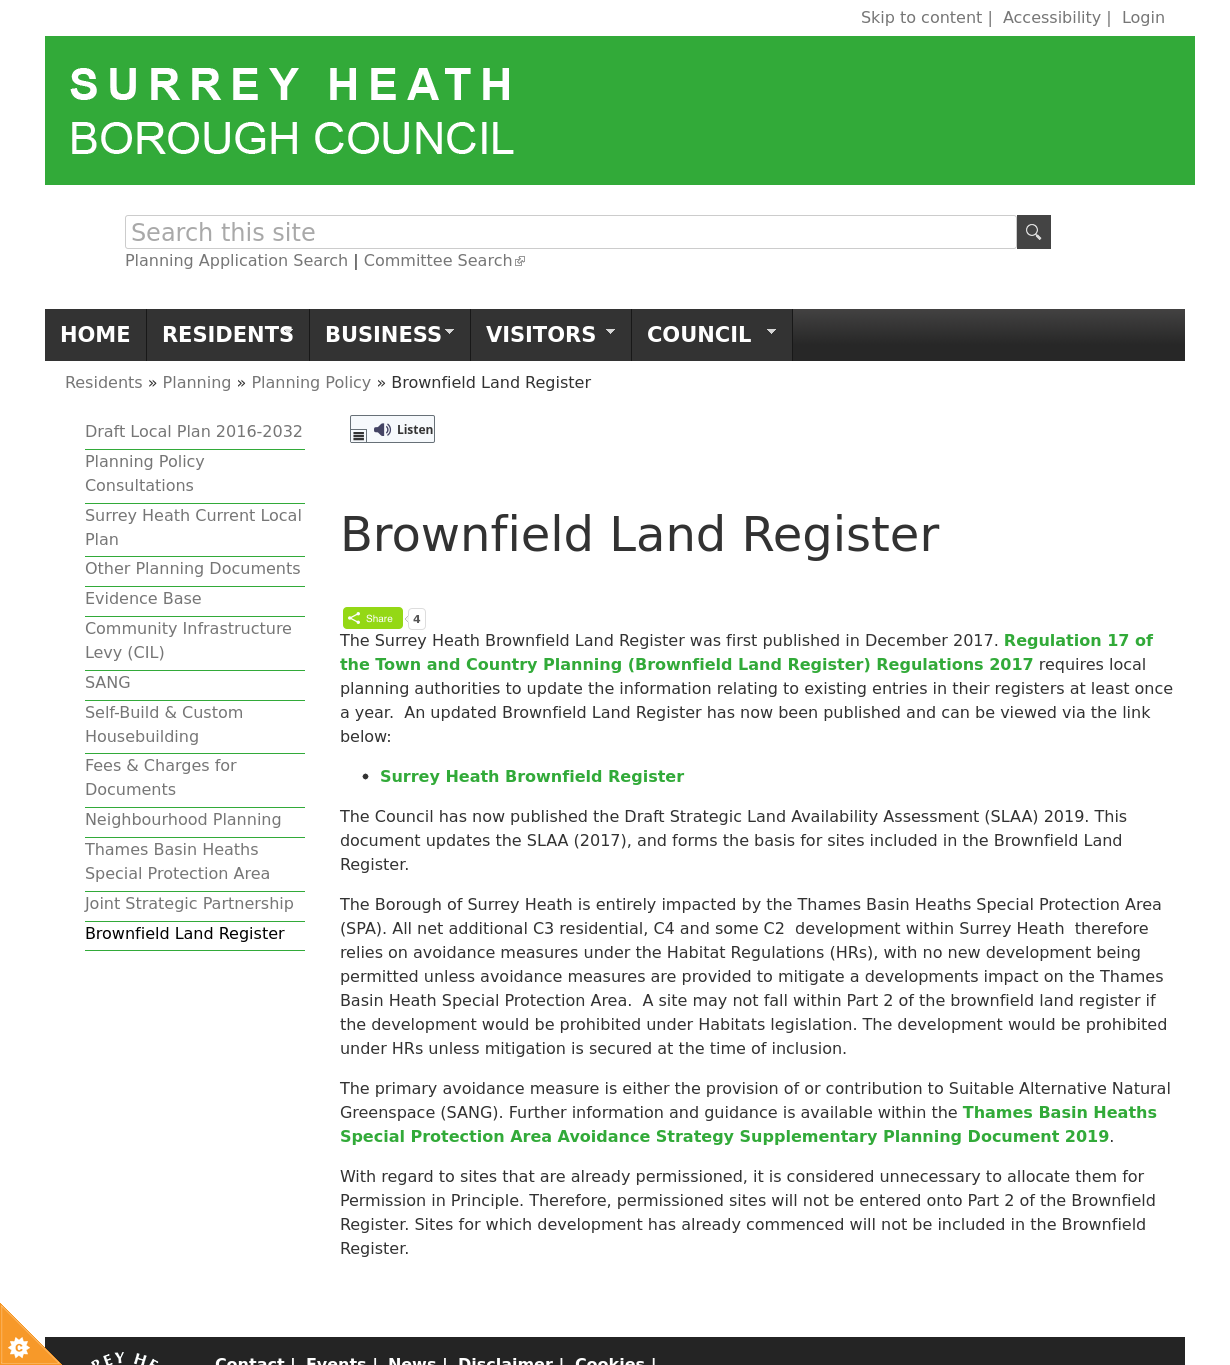 Skip to content | Accessibility | Login
SURREY HEATH
BOROUGH COUNCIL
Search this site
Planning Application Search | Committee Search
HOME RESIDENTS BUSINESS VISITORS COUNCIL
Residents » Planning » Planning Policy » Brownfield Land Register
Draft Local Plan 2016-2032
Planning Policy
Consultations
Surrey Heath Current Local
Plan
Other Planning Documents
Evidence Base
Community Infrastructure
Levy (CIL)
SANG
Self-Build & Custom
Housebuilding
Fees & Charges for
Documents
Neighbourhood Planning
Thames Basin Heaths
Special Protection Area
Joint Strategic Partnership
Brownfield Land Register
Listen
Brownfield Land Register
Share 4
The Surrey Heath Brownfield Land Register was first published in December 2017. Regulation 17 of
the Town and Country Planning (Brownfield Land Register) Regulations 2017 requires local
planning authorities to update the information relating to existing entries in their registers at least once
a year.  An updated Brownfield Land Register has now been published and can be viewed via the link
below:
• Surrey Heath Brownfield Register
The Council has now published the Draft Strategic Land Availability Assessment (SLAA) 2019. This
document updates the SLAA (2017), and forms the basis for sites included in the Brownfield Land
Register.
The Borough of Surrey Heath is entirely impacted by the Thames Basin Heaths Special Protection Area
(SPA). All net additional C3 residential, C4 and some C2  development within Surrey Heath  therefore
relies on avoidance measures under the Habitat Regulations (HRs), with no new development being
permitted unless avoidance measures are provided to mitigate a developments impact on the Thames
Basin Heath Special Protection Area.  A site may not fall within Part 2 of the brownfield land register if
the development would be prohibited under Habitats legislation. The development would be prohibited
under HRs unless mitigation is secured at the time of inclusion.
The primary avoidance measure is either the provision of or contribution to Suitable Alternative Natural
Greenspace (SANG). Further information and guidance is available within the Thames Basin Heaths
Special Protection Area Avoidance Strategy Supplementary Planning Document 2019.
With regard to sites that are already permissioned, it is considered unnecessary to allocate them for
Permission in Principle. Therefore, permissioned sites will not be entered onto Part 2 of the Brownfield
Register. Sites for which development has already commenced will not be included in the Brownfield
Register.
Contact | Events | News | Disclaimer | Cookies |